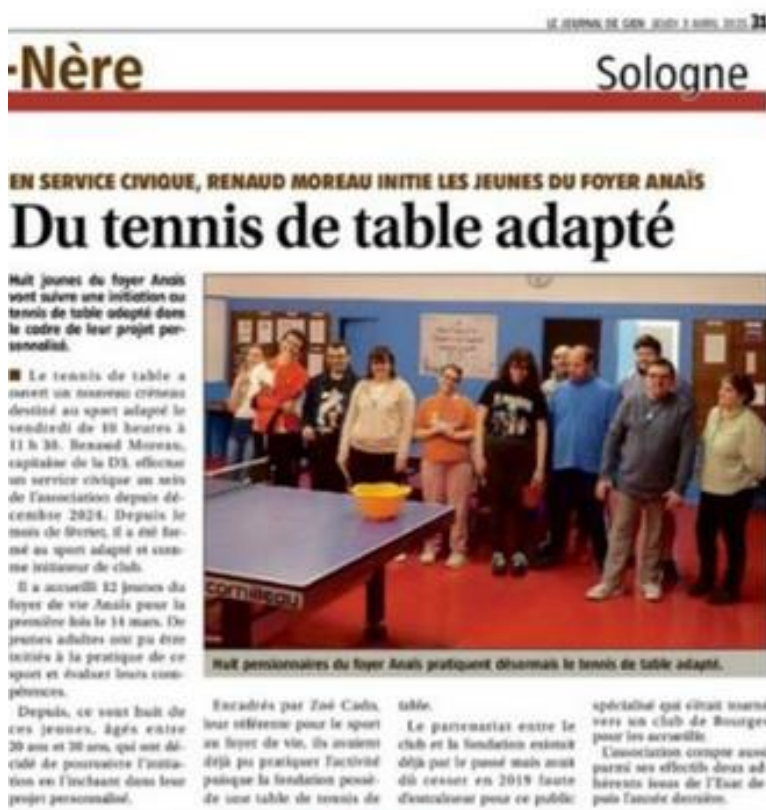 LE JOURNAL DE GIEN JEUDI 3 AVRIL 2025 31
-Nère
Sologne
EN SERVICE CIVIQUE, RENAUD MOREAU INITIE LES JEUNES DU FOYER ANAÏS
Du tennis de table adapté
Huit jeunes du foyer Anaïs
vont suivre une initiation au
tennis de table adapté dans
le cadre de leur projet per-
sonnalisé.
■ Le tennis de table a
ouvert un nouveau créneau
destiné au sport adapté le
vendredi de 10 heures à
11 h 30. Renaud Moreau,
capitaine de la D3, effectue
un service civique au sein
de l'association depuis dé-
cembre 2024. Depuis le
mois de février, il a été for-
mé au sport adapté et com-
me initiateur de club.
Il a accueilli 12 jeunes du
foyer de vie Anaïs pour la
première fois le 14 mars. De
jeunes adultes ont pu être
initiés à la pratique de ce
sport et évaluer leurs com-
pétences.
Depuis, ce sont huit de
ces jeunes, âgés entre
20 ans et 30 ans, qui ont dé-
cidé de poursuivre l'initia-
tion en l'incluant dans leur
projet personnalisé.
cornilleau
Huit pensionnaires du foyer Anaïs pratiquent désormais le tennis de table adapté.
Encadrés par Zoé Cadu,
leur référente pour le sport
au foyer de vie, ils avaient
déjà pu pratiquer l'activité
puisque la fondation possè-
de une table de tennis de
table.
Le partenariat entre le
club et la fondation existait
déjà par le passé mais avait
dû cesser en 2019 faute
d'entraîneur pour ce public
spécialisé qui s'était tourné
vers un club de Bourges
pour les accueillir.
L'association compte aussi
parmi ses effectifs deux ad-
hérents issus de l'Esat de-
puis l'année dernière.